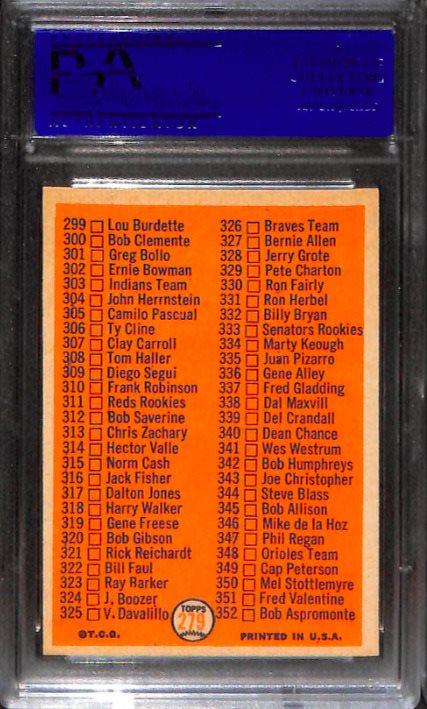 PSA
299 Lou Burdette
300 Bob Clemente
301 Greg Bollo
302 Ernie Bowman
303 Indians Team
304 John Herrnstein
305 Camilo Pascual
306 Ty Cline
307 Clay Carroll
308 Tom Haller
309 Diego Segui
310 Frank Robinson
311 Reds Rookies
312 Bob Saverine
313 Chris Zachary
314 Hector Valle
315 Norm Cash
316 Jack Fisher
317 Dalton Jones
318 Harry Walker
319 Gene Freese
320 Bob Gibson
321 Rick Reichardt
322 Bill Faul
323 Ray Barker
324 J. Boozer
325 V. Davalillo
326 Braves Team
327 Bernie Allen
328 Jerry Grote
329 Pete Charton
330 Ron Fairly
331 Ron Herbel
332 Billy Bryan
333 Senators Rookies
334 Marty Keough
335 Juan Pizarro
336 Gene Alley
337 Fred Gladding
338 Dal Maxvill
339 Del Crandall
340 Dean Chance
341 Wes Westrum
342 Bob Humphreys
343 Joe Christopher
344 Steve Blass
345 Bob Allison
346 Mike de la Hoz
347 Phil Regan
348 Orioles Team
349 Cap Peterson
350 Mel Stottlemyre
351 Fred Valentine
352 Bob Aspromonte
TOPPS
279
©T.C.G.
PRINTED IN U.S.A.